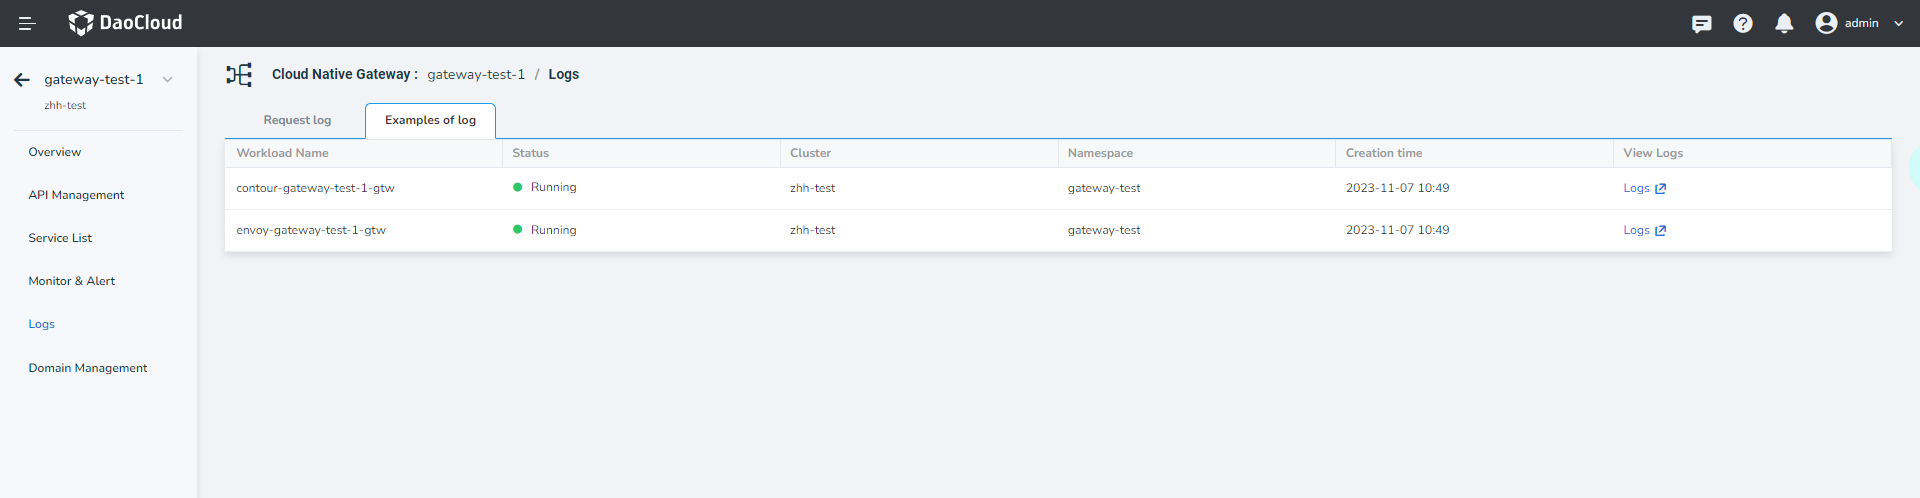 DaoCloud
admin
gateway-test-1
zhh-test
Overview
API Management
Service List
Monitor & Alert
Logs
Domain Management
Cloud Native Gateway : gateway-test-1 / Logs
Request log Examples of log
Workload Name Status Cluster Namespace Creation time View Logs
contour-gateway-test-1-gtw Running zhh-test gateway-test 2023-11-07 10:49 Logs
envoy-gateway-test-1-gtw Running zhh-test gateway-test 2023-11-07 10:49 Logs